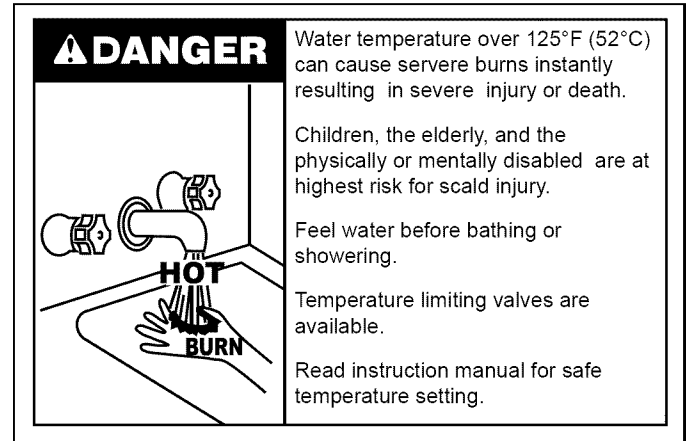 DANGER
Water temperature over 125°F (52°C)
can cause servere burns instantly
resulting in severe injury or death.
Children, the elderly, and the
physically or mentally disabled are at
highest risk for scald injury.
Feel water before bathing or
showering.
Temperature limiting valves are
available.
Read instruction manual for safe
temperature setting.
HOT
BURN